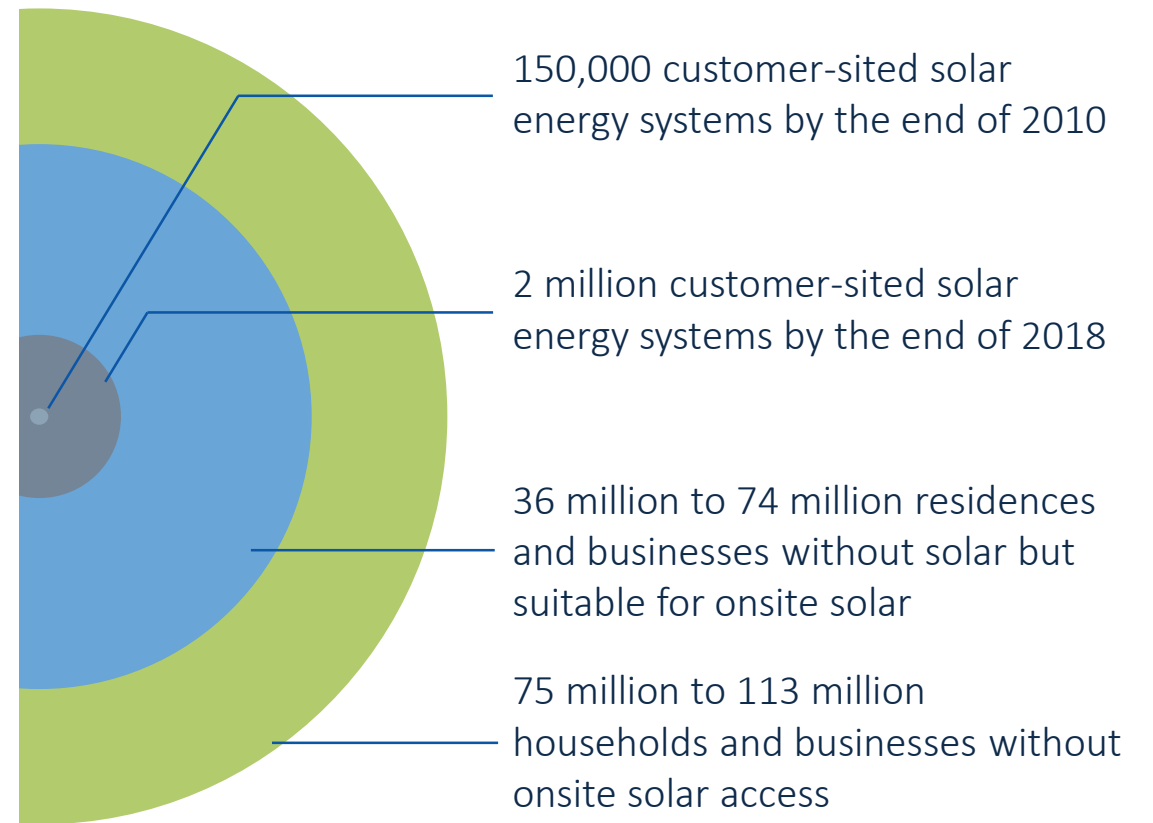 150,000 customer-sited solar
energy systems by the end of 2010
2 million customer-sited solar
energy systems by the end of 2018
36 million to 74 million residences
and businesses without solar but
suitable for onsite solar
75 million to 113 million
households and businesses without
onsite solar access